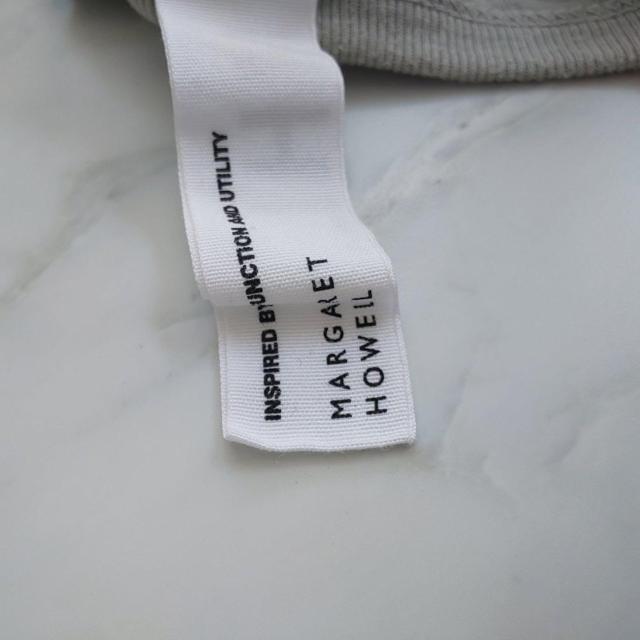 INSPIRED BY FUNCTION AND UTILITY
MARGARET
HOWELL